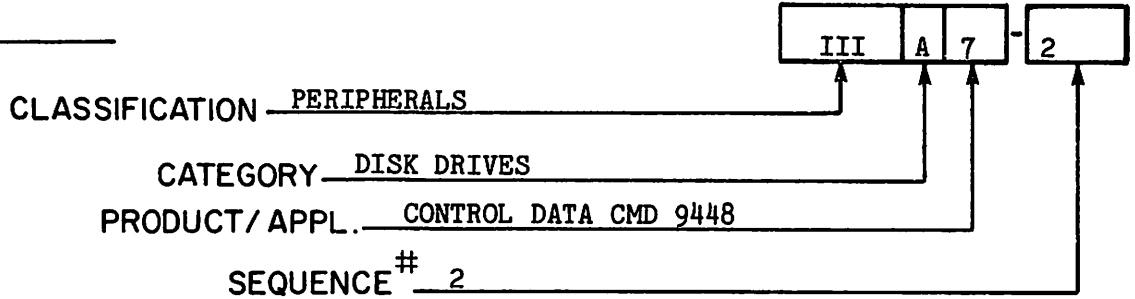 III A 7 - 2
CLASSIFICATION PERIPHERALS
CATEGORY DISK DRIVES
PRODUCT/APPL. CONTROL DATA CMD 9448
SEQUENCE # 2